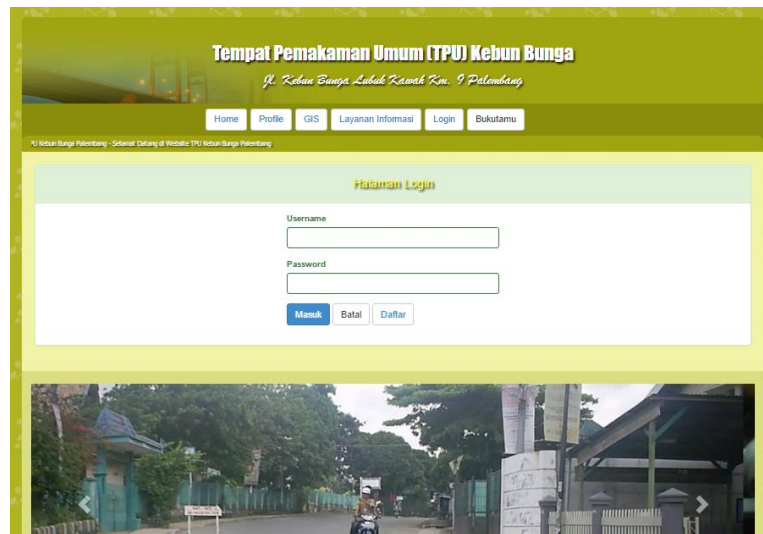 Tempat Pemakaman Umum (TPU) Kebun Bunga
Jl. Kebun Bunga Lubuk Kawah Km. 9 Palembang
Home Profile GIS Layanan Informasi Login Bukutamu
Kebun Bunga Palembang - Selamat Datang di Website TPU Kebun Bunga Palembang
Halaman Login
Username
Password
Masuk Batal Daftar